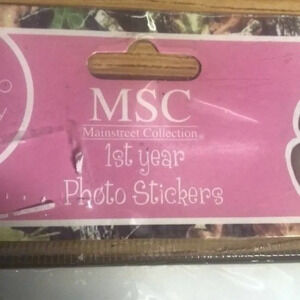 MSC
Mainstreet Collection®
1st year
Photo Stickers